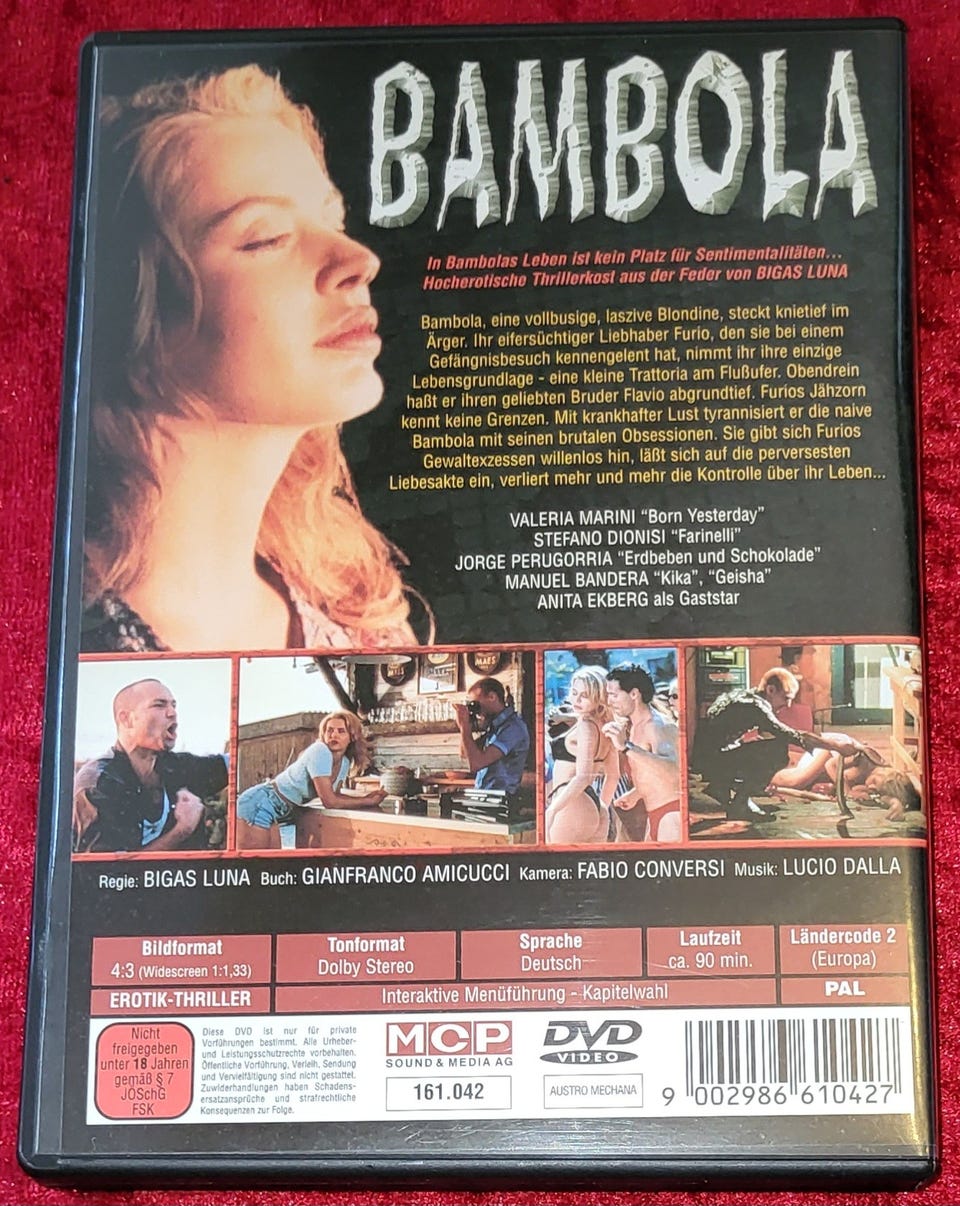 BAMBOLA
In Bambolas Leben ist kein Platz für Sentimentalitäten...
Hocherotische Thrillerkost aus der Feder von BIGAS LUNA
Bambola, eine vollbusige, laszive Blondine, steckt knietief im
Ärger. Ihr eifersüchtiger Liebhaber Furio, den sie bei einem
Gefängnisbesuch kennengelent hat, nimmt ihr ihre einzige
Lebensgrundlage - eine kleine Trattoria am Flußufer. Obendrein
haßt er ihren geliebten Bruder Flavio abgrundtief. Furios Jähzorn
kennt keine Grenzen. Mit krankhafter Lust tyrannisiert er die naive
Bambola mit seinen brutalen Obsessionen. Sie gibt sich Furios
Gewaltexzessen willenlos hin, läßt sich auf die perversesten
Liebesakte ein, verliert mehr und mehr die Kontrolle über ihr Leben...
VALERIA MARINI "Born Yesterday"
STEFANO DIONISI "Farinelli"
JORGE PERUGORRIA "Erdbeben und Schokolade"
MANUEL BANDERA "Kika", "Geisha"
ANITA EKBERG als Gaststar
MAES
Regie: BIGAS LUNA Buch: GIANFRANCO AMICUCCI Kamera: FABIO CONVERSI Musik: LUCIO DALLA
Bildformat
4:3 (Widescreen 1:1,33)
Tonformat
Dolby Stereo
Sprache
Deutsch
Laufzeit
ca. 90 min.
Ländercode 2
(Europa)
EROTIK-THRILLER
Interaktive Menüführung - Kapitelwahl
PAL
Nicht
freigegeben
unter 18 Jahren
gemäß § 7
JÖSchG
FSK
Diese DVD ist nur für private
Vorführungen bestimmt. Alle Urheber-
und Leistungsschutzrechte vorbehalten.
Öffentliche Vorführung, Verleih, Sendung
und Vervielfältigung sind nicht gestattet.
Zuwiderhandlungen haben Schadens-
ersatzansprüche und strafrechtliche
Konsequenzen zur Folge.
MCP
SOUND & MEDIA AG
161.042
DVD
VIDEO
AUSTRO MECHANA
9 002986 610427